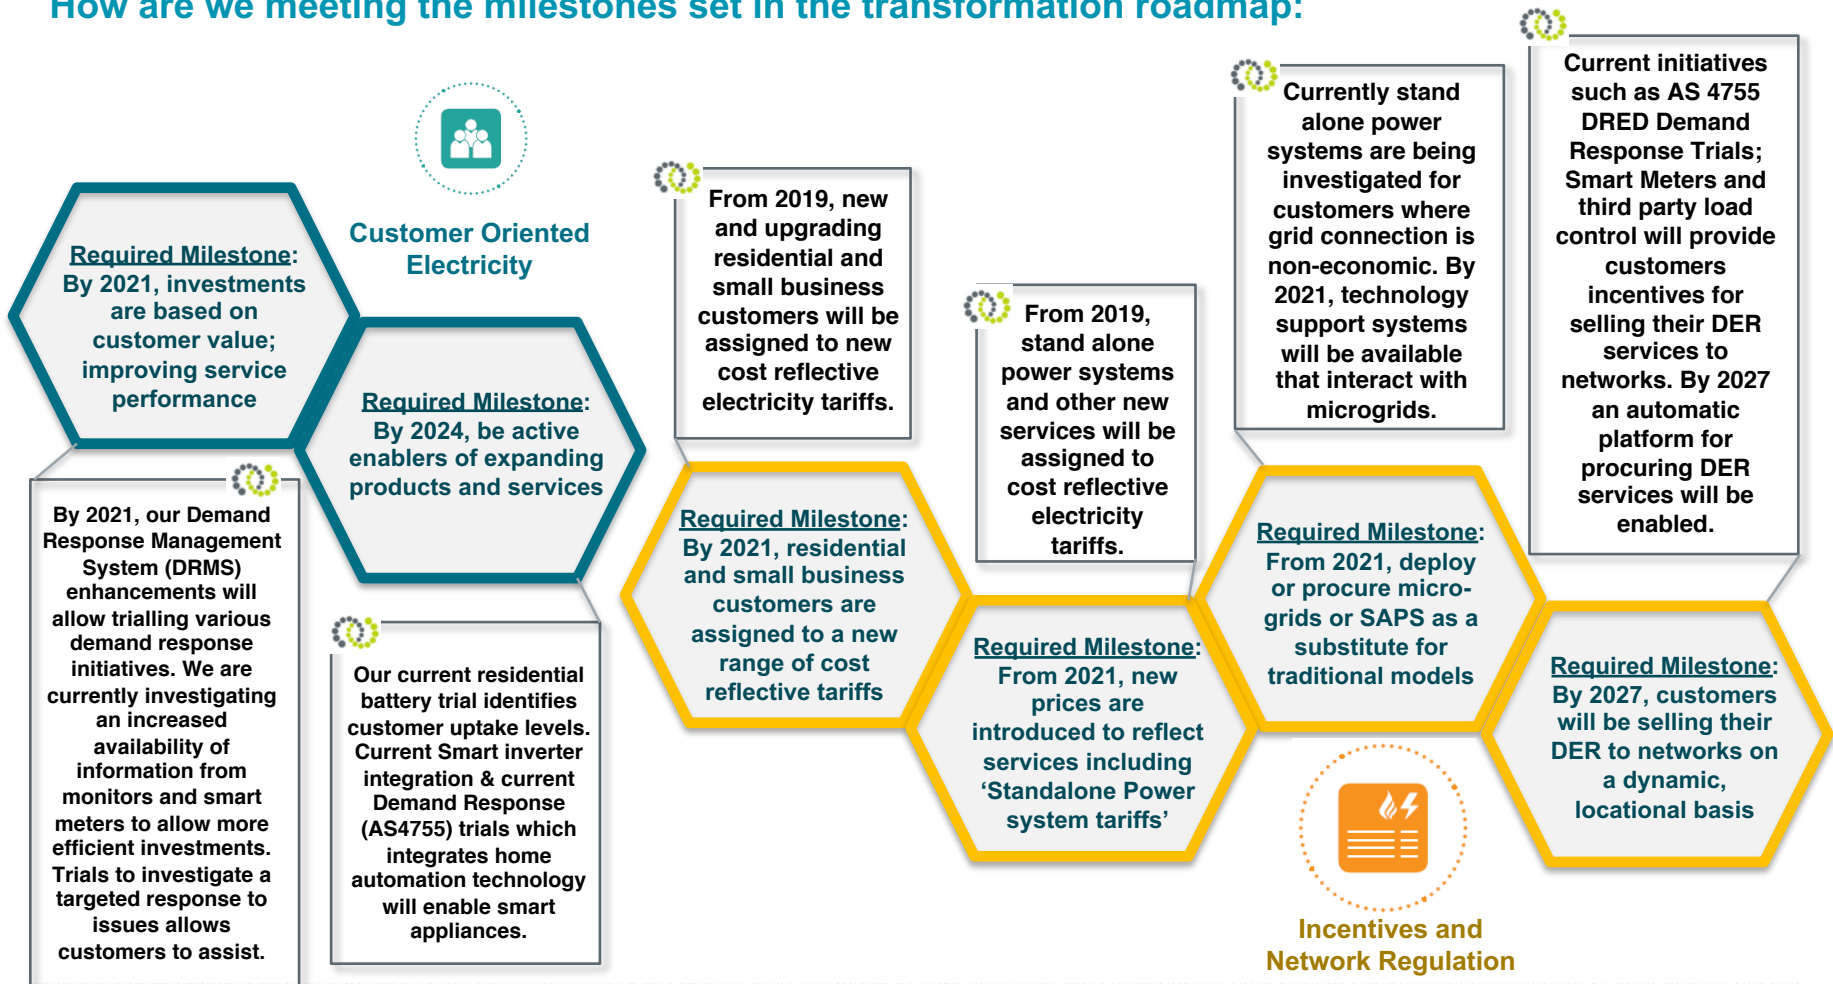 How are we meeting the milestones set in the transformation roadmap:
Customer Oriented
Electricity
Required Milestone:
By 2021, investments
are based on
customer value;
improving service
performance
By 2021, our Demand
Response Management
System (DRMS)
enhancements will
allow trialling various
demand response
initiatives. We are
currently investigating
an increased
availability of
information from
monitors and smart
meters to allow more
efficient investments.
Trials to investigate a
targeted response to
issues allows
customers to assist.
Required Milestone:
By 2024, be active
enablers of expanding
products and services
Our current residential
battery trial identifies
customer uptake levels.
Current Smart inverter
integration & current
Demand Response
(AS4755) trials which
integrates home
automation technology
will enable smart
appliances.
From 2019, new
and upgrading
residential and
small business
customers will be
assigned to new
cost reflective
electricity tariffs.
Required Milestone:
By 2021, residential
and small business
customers are
assigned to a new
range of cost
reflective tariffs
From 2019,
stand alone
power systems
and other new
services will be
assigned to
cost reflective
electricity
tariffs.
Required Milestone:
From 2021, new
prices are
introduced to reflect
services including
‘Standalone Power
system tariffs’
Currently stand
alone power
systems are being
investigated for
customers where
grid connection is
non-economic. By
2021, technology
support systems
will be available
that interact with
microgrids.
Required Milestone:
From 2021, deploy
or procure micro-
grids or SAPS as a
substitute for
traditional models
Current initiatives
such as AS 4755
DRED Demand
Response Trials;
Smart Meters and
third party load
control will provide
customers
incentives for
selling their DER
services to
networks. By 2027
an automatic
platform for
procuring DER
services will be
enabled.
Required Milestone:
By 2027, customers
will be selling their
DER to networks on
a dynamic,
locational basis
Incentives and
Network Regulation